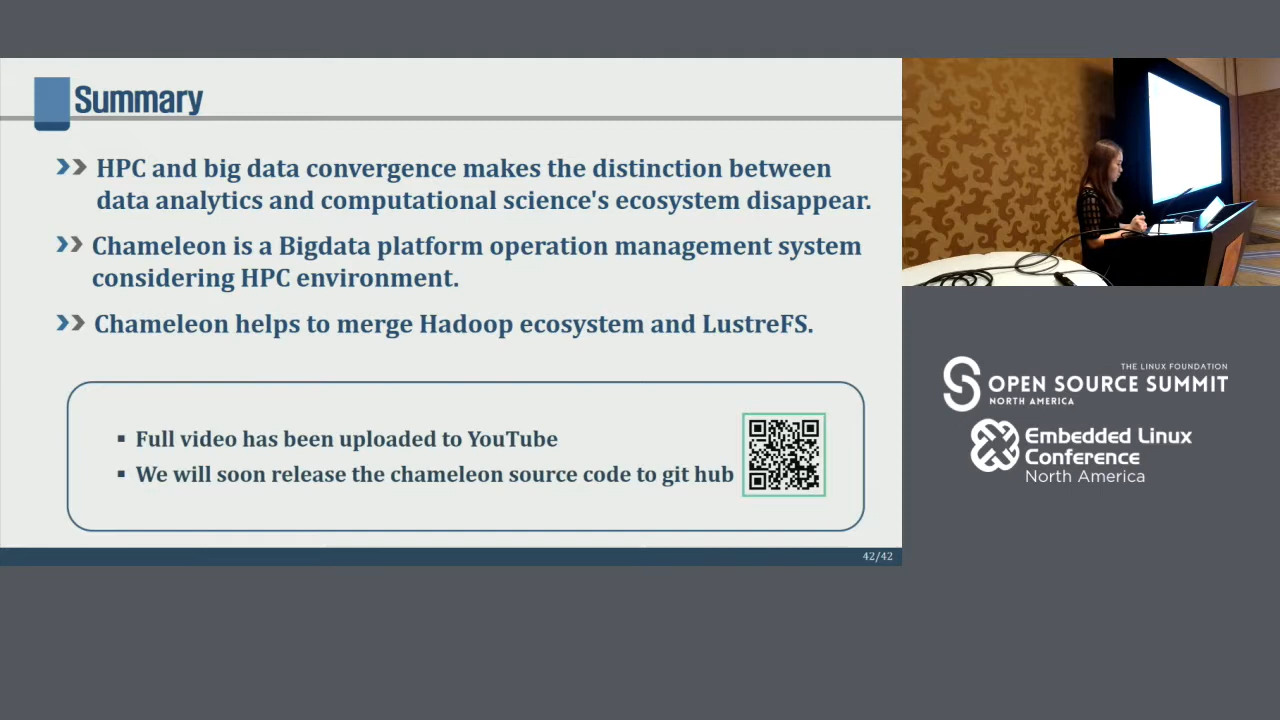 Summary
HPC and big data convergence makes the distinction between
data analytics and computational science's ecosystem disappear.
Chameleon is a Bigdata platform operation management system
considering HPC environment.
Chameleon helps to merge Hadoop ecosystem and LustreFS.
Full video has been uploaded to YouTube
We will soon release the chameleon source code to git hub
42/42
THE LINUX FOUNDATION
OPEN SOURCE SUMMIT
NORTH AMERICA
Embedded Linux
Conference
North America